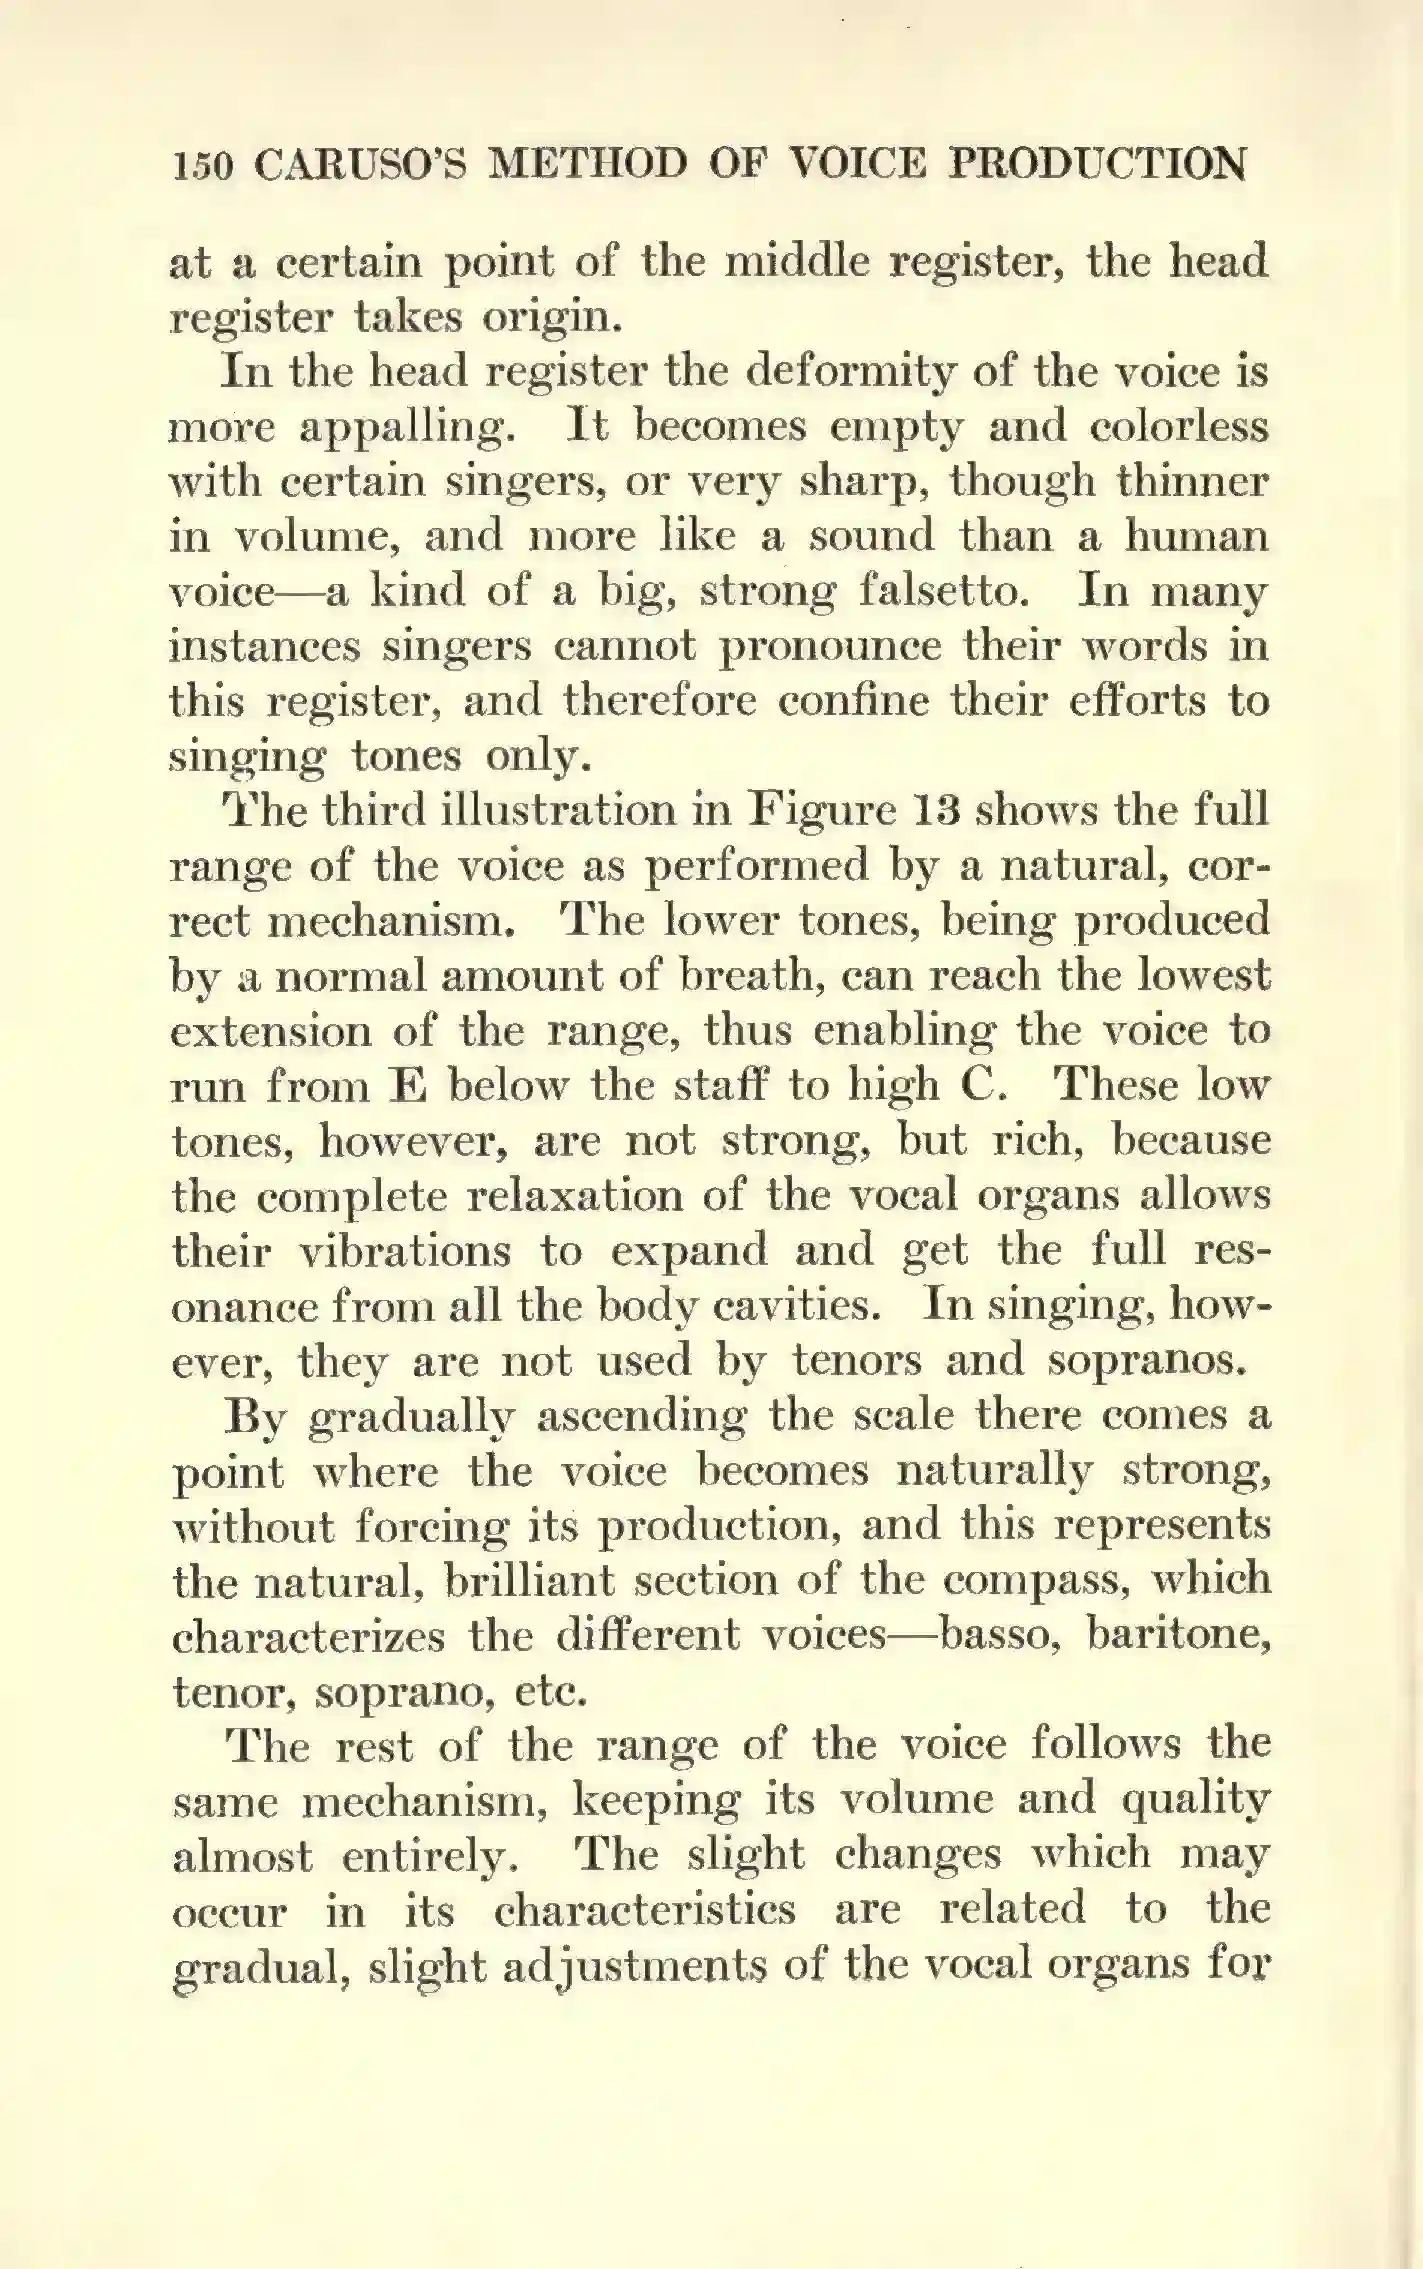 150 CARUSO'S METHOD OF VOICE PRODUCTION
at a certain point of the middle register, the head
register takes origin.
In the head register the deformity of the voice is
more appalling. It becomes empty and colorless
with certain singers, or very sharp, though thinner
in volume, and more like a sound than a human
voice—a kind of a big, strong falsetto. In many
instances singers cannot pronounce their words in
this register, and therefore confine their efforts to
singing tones only.
The third illustration in Figure 13 shows the full
range of the voice as performed by a natural, cor-
rect mechanism. The lower tones, being produced
by a normal amount of breath, can reach the lowest
extension of the range, thus enabling the voice to
run from E below the staff to high C. These low
tones, however, are not strong, but rich, because
the complete relaxation of the vocal organs allows
their vibrations to expand and get the full res-
onance from all the body cavities. In singing, how-
ever, they are not used by tenors and sopranos.
By gradually ascending the scale there comes a
point where the voice becomes naturally strong,
without forcing its production, and this represents
the natural, brilliant section of the compass, which
characterizes the different voices—basso, baritone,
tenor, soprano, etc.
The rest of the range of the voice follows the
same mechanism, keeping its volume and quality
almost entirely. The slight changes which may
occur in its characteristics are related to the
gradual, slight adjustments of the vocal organs for